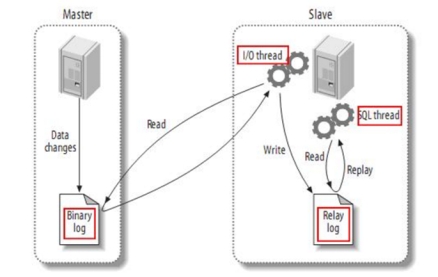 Master
Slave
I/O thread
SQL thread
Read
Data
changes
Write
Read
Replay
Binary
log
Relay
log